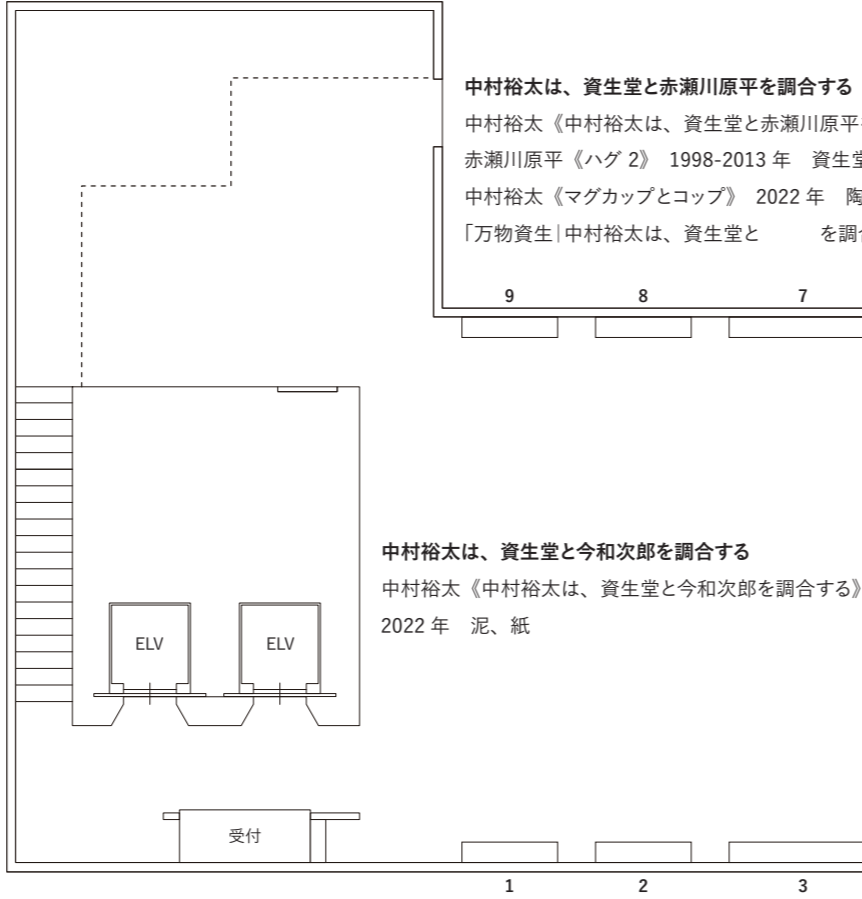 中村裕太は、資生堂と赤瀬川原平を調合する
中村裕太《中村裕太は、資生堂と赤瀬川原平
赤瀬川原平《ハグ 2》 1998-2013 年　資生堂
中村裕太《マグカップとコップ》 2022 年　陶
「万物資生|中村裕太は、資生堂と　　　を調合
9 8 7
中村裕太は、資生堂と今和次郎を調合する
中村裕太《中村裕太は、資生堂と今和次郎を調合する》
2022 年　泥、紙
ELV ELV
受付
1 2 3